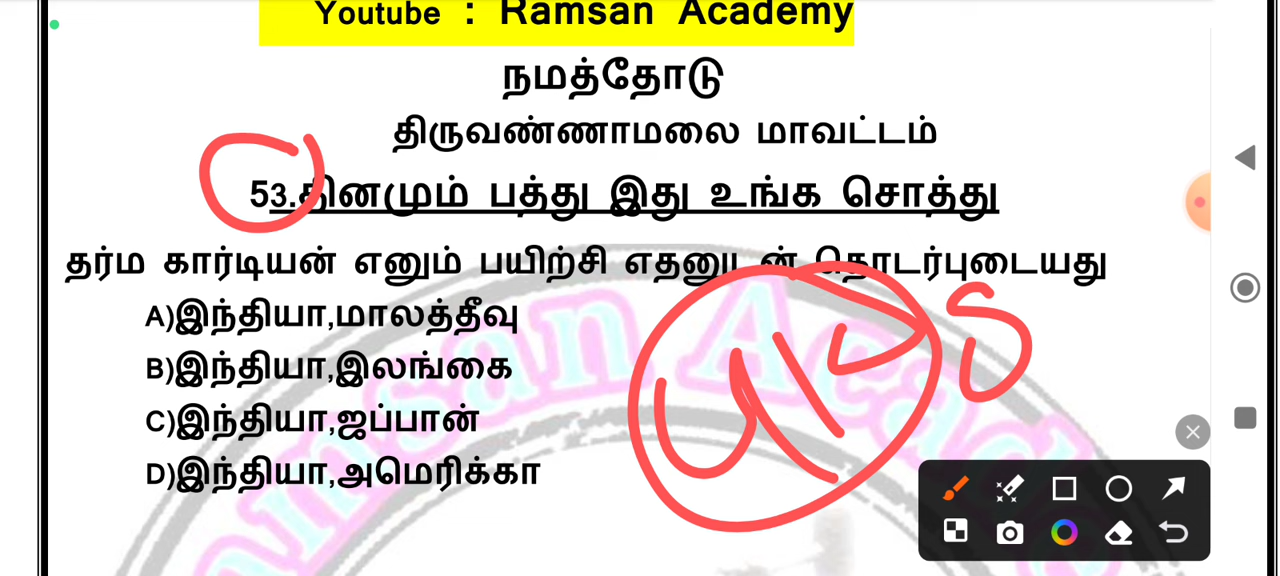 Youtube : Ramsan Academy
நமத்தோடு
திருவண்ணாமலை மாவட்டம்
53.தினமும் பத்து இது உங்க சொத்து
தர்ம கார்டியன் எனும் பயிற்சி எதனுடன் தொடர்புடையது
A)இந்தியா,மாலத்தீவு
B)இந்தியா,இலங்கை
C)இந்தியா,ஜப்பான்
D)இந்தியா,அமெரிக்கா